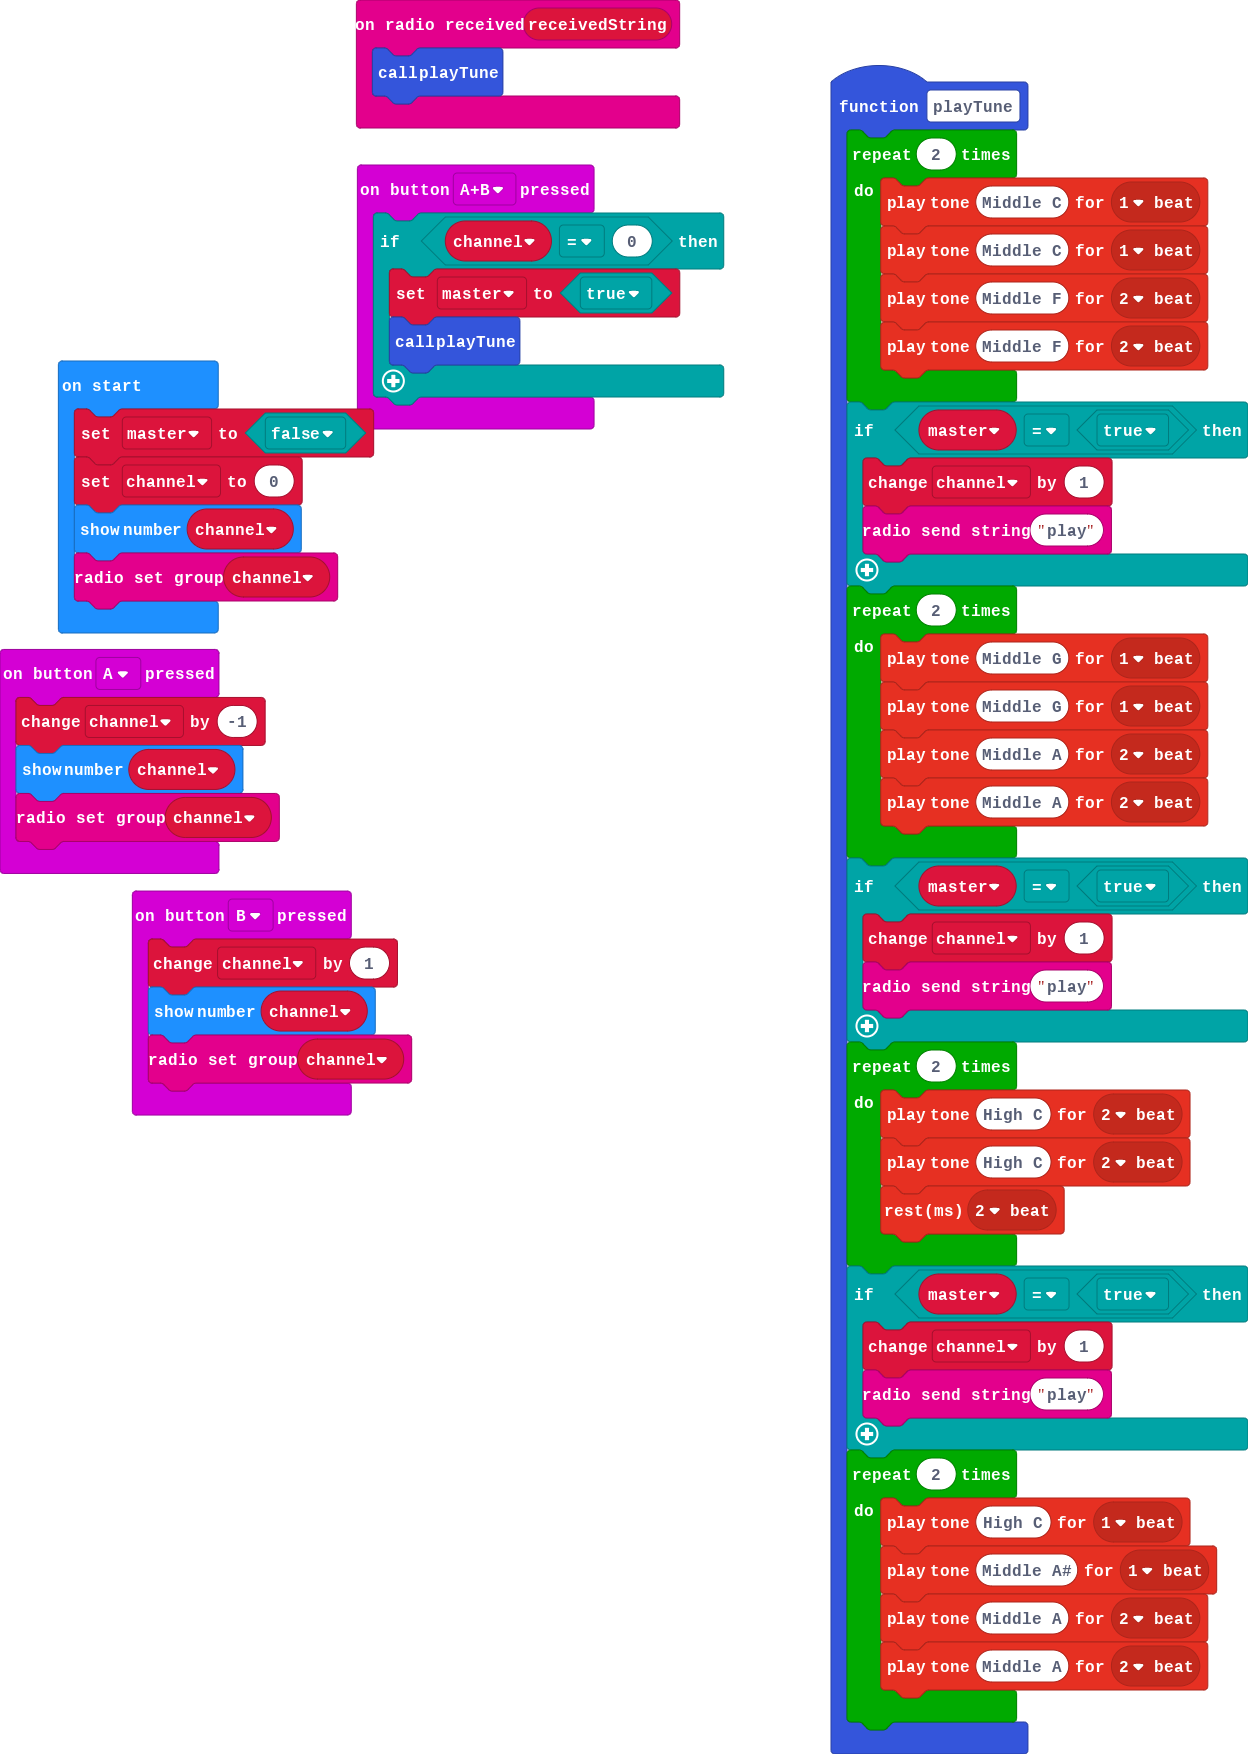 on radio received receivedString
call playTune
on button A+B pressed
if channel = 0 then
set master to true
call playTune
on start
set master to false
set channel to 0
show number channel
radio set group channel
on button A pressed
change channel by -1
show number channel
radio set group channel
on button B pressed
change channel by 1
show number channel
radio set group channel
function playTune
repeat 2 times
do
play tone Middle C for 1 beat
play tone Middle C for 1 beat
play tone Middle F for 2 beat
play tone Middle F for 2 beat
if master = true then
change channel by 1
radio send string "play"
repeat 2 times
do
play tone Middle G for 1 beat
play tone Middle G for 1 beat
play tone Middle A for 2 beat
play tone Middle A for 2 beat
if master = true then
change channel by 1
radio send string "play"
repeat 2 times
do
play tone High C for 2 beat
play tone High C for 2 beat
rest(ms) 2 beat
if master = true then
change channel by 1
radio send string "play"
repeat 2 times
do
play tone High C for 1 beat
play tone Middle A# for 1 beat
play tone Middle A for 2 beat
play tone Middle A for 2 beat